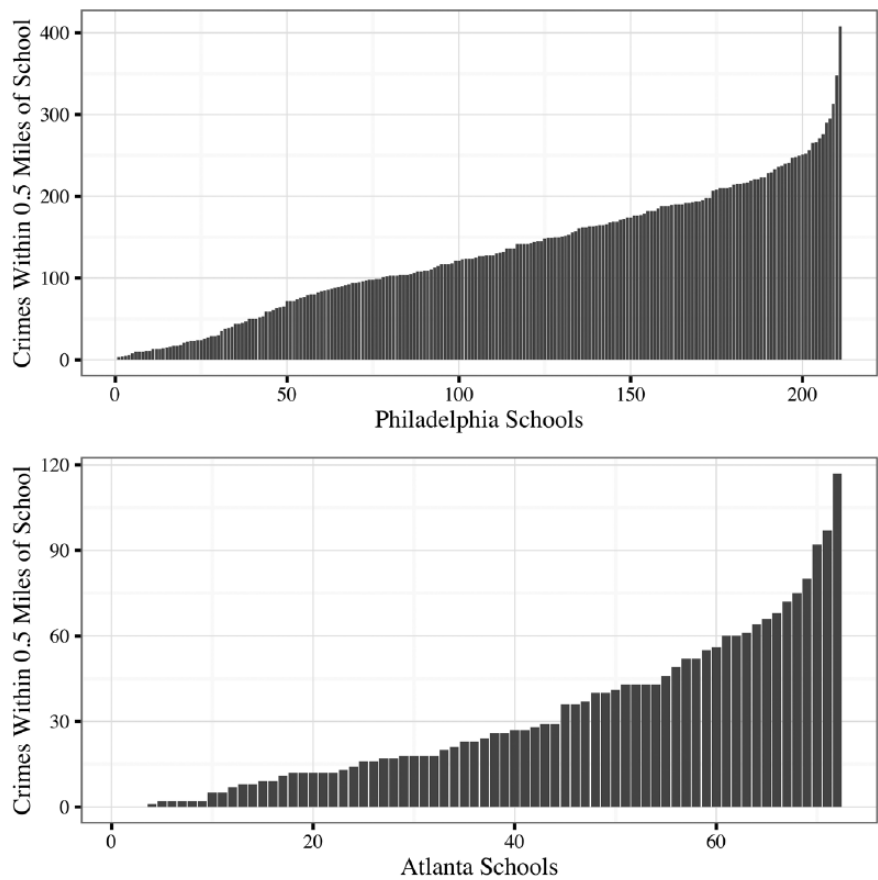 Crimes Within 0.5 Miles of School
400
300
200
100
0
0 50 100 150 200
Philadelphia Schools
Crimes Within 0.5 Miles of School
120
90
60
30
0
0 20 40 60
Atlanta Schools